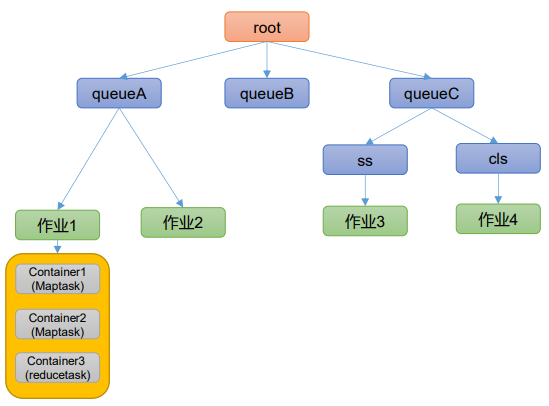 root
queueA
queueB
queueC
ss
cls
作业1
作业2
作业3
作业4
Container1
(Maptask)
Container2
(Maptask)
Container3
(reducetask)